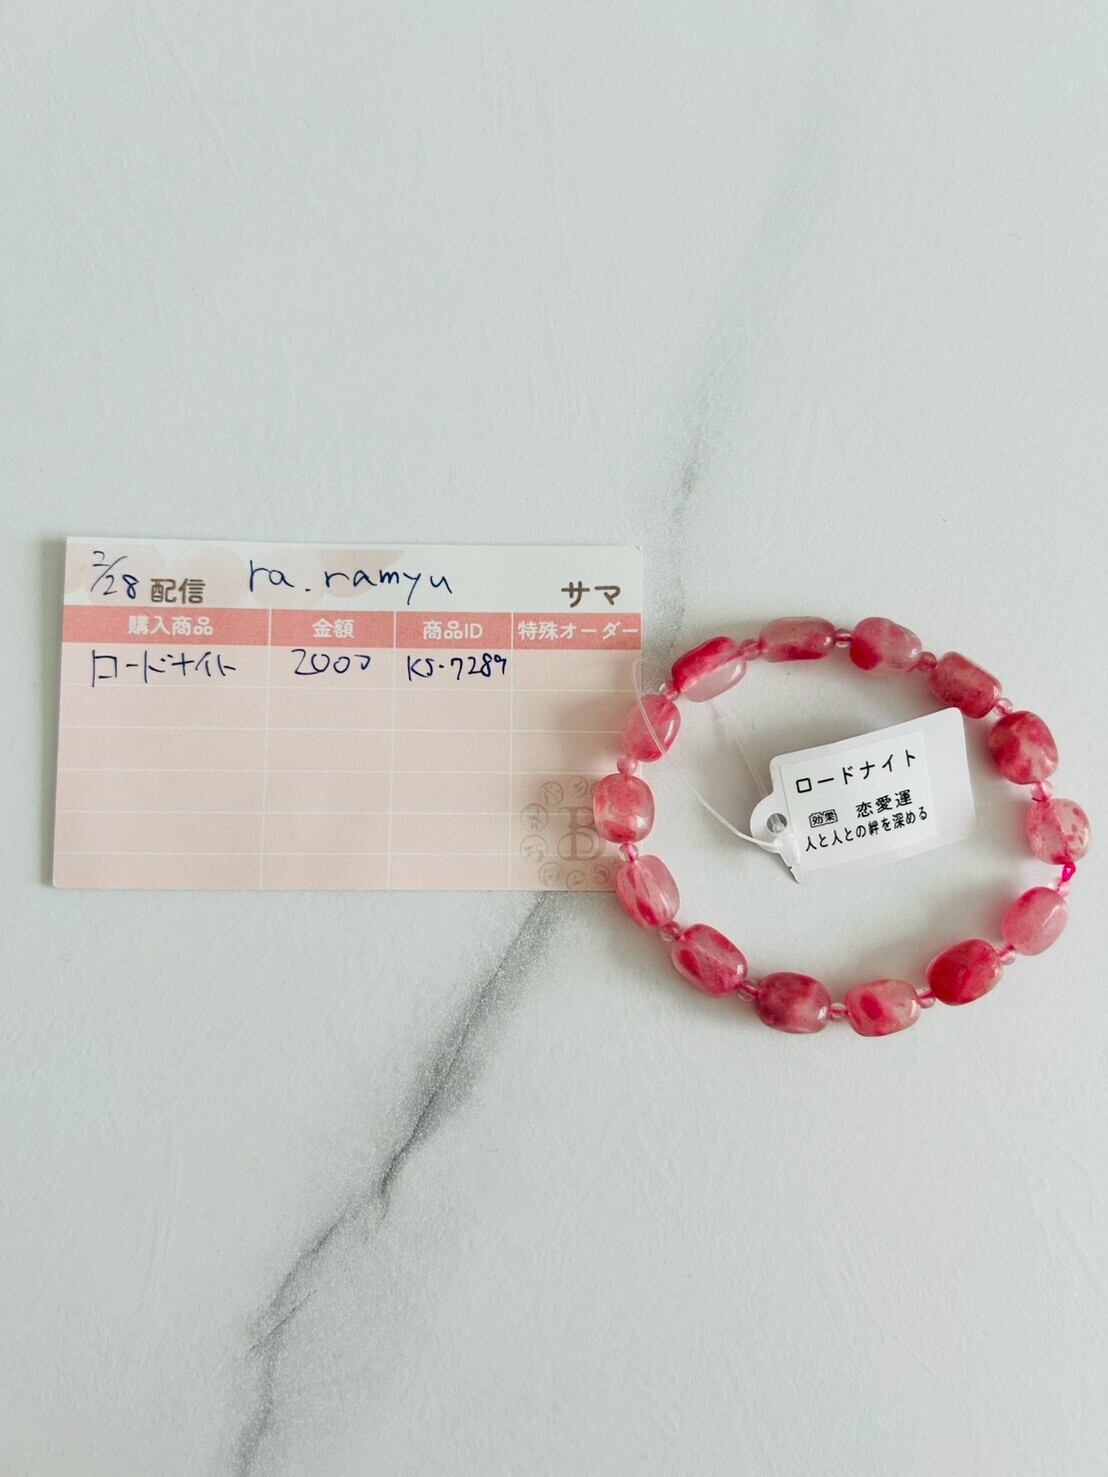 2/28 配信 ra.ramyu サマ
購入商品 金額 商品ID 特殊オーダー
ロードナイト 2000 KS-7289
B
ロードナイト
効果 恋愛運
人と人との絆を深める